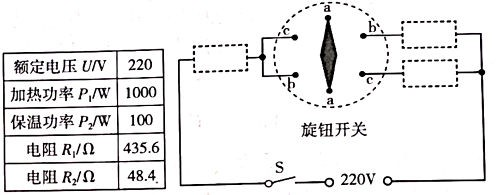 额定电压 U/V 220
加热功率 P₁/W 1000
保温功率 P₂/W 100
电阻 R₁/Ω 435.6
电阻 R₂/Ω 48.4
a
c b
b c
a
旋钮开关
S 220V